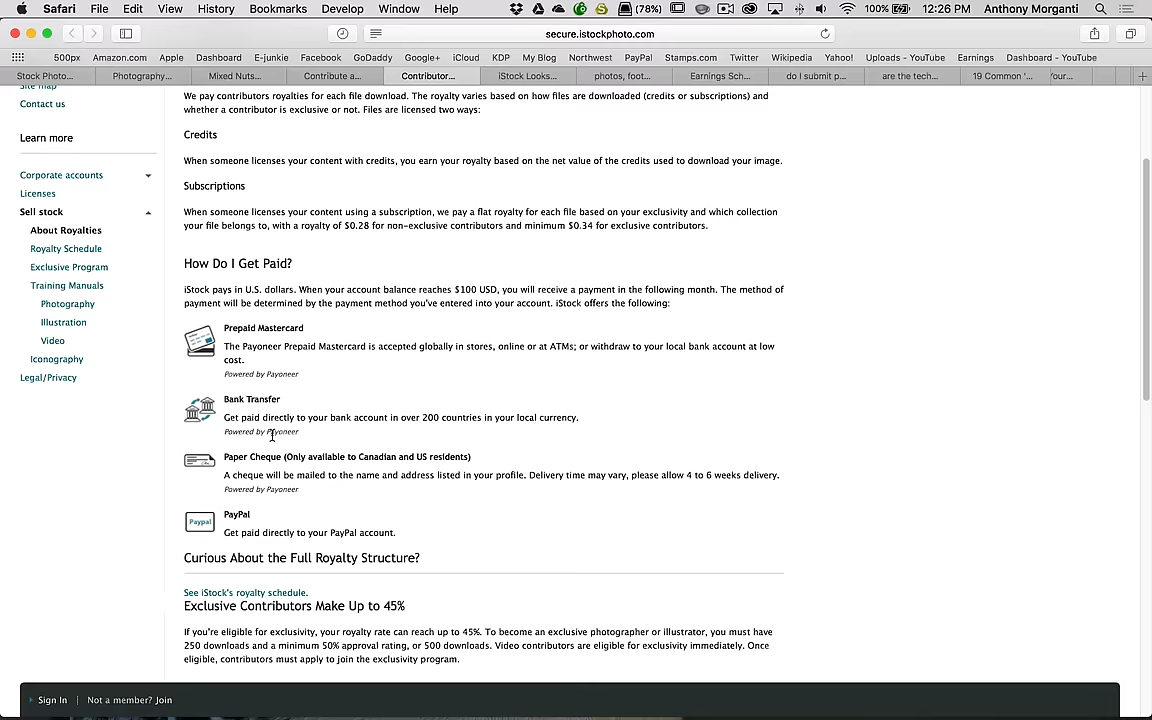 Safari File Edit View History Bookmarks Develop Window Help (78%) 100% 12:26 PM Anthony Morganti
secure.istockphoto.com
500px Amazon.com Apple Dashboard E-junkie Facebook GoDaddy Google+ iCloud KDP My Blog Northwest PayPal Stamps.com Twitter Wikipedia Yahoo! Uploads - YouTube Earnings Dashboard - YouTube
Stock Photo... Photography... Mixed Nuts... Contribute a... Contributor... iStock Looks... photos, foot... Earnings Sch... do I submit p... are the tech... 19 Common '... Your...
Site map
Contact us
Learn more
Corporate accounts
Licenses
Sell stock
About Royalties
Royalty Schedule
Exclusive Program
Training Manuals
Photography
Illustration
Video
Iconography
Legal/Privacy
We pay contributors royalties for each file download. The royalty varies based on how files are downloaded (credits or subscriptions) and
whether a contributor is exclusive or not. Files are licensed two ways:
Credits
When someone licenses your content with credits, you earn your royalty based on the net value of the credits used to download your image.
Subscriptions
When someone licenses your content using a subscription, we pay a flat royalty for each file based on your exclusivity and which collection
your file belongs to, with a royalty of $0.28 for non-exclusive contributors and minimum $0.34 for exclusive contributors.
How Do I Get Paid?
iStock pays in U.S. dollars. When your account balance reaches $100 USD, you will receive a payment in the following month. The method of
payment will be determined by the payment method you've entered into your account. iStock offers the following:
Prepaid Mastercard
The Payoneer Prepaid Mastercard is accepted globally in stores, online or at ATMs; or withdraw to your local bank account at low
cost.
Powered by Payoneer
Bank Transfer
Get paid directly to your bank account in over 200 countries in your local currency.
Powered by Payoneer
Paper Cheque (Only available to Canadian and US residents)
A cheque will be mailed to the name and address listed in your profile. Delivery time may vary, please allow 4 to 6 weeks delivery.
Powered by Payoneer
Paypal
PayPal
Get paid directly to your PayPal account.
Curious About the Full Royalty Structure?
See iStock's royalty schedule.
Exclusive Contributors Make Up to 45%
If you're eligible for exclusivity, your royalty rate can reach up to 45%. To become an exclusive photographer or illustrator, you must have
250 downloads and a minimum 50% approval rating, or 500 downloads. Video contributors are eligible for exclusivity immediately. Once
eligible, contributors must apply to join the exclusivity program.
Sign In | Not a member? Join